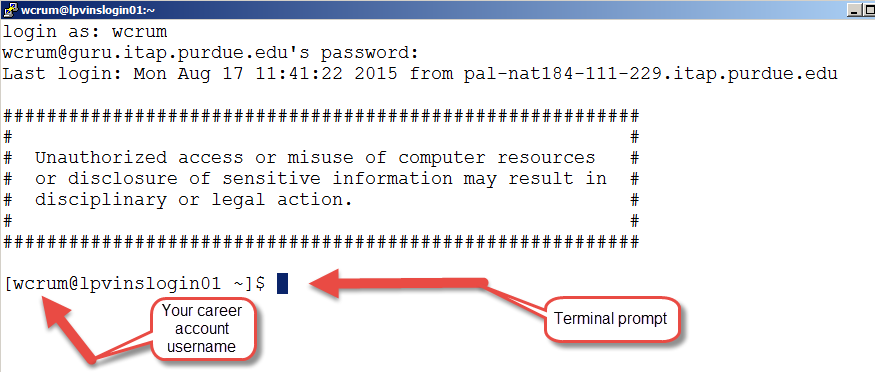 wcrum@lpvinslogin01:~
login as: wcrum
wcrum@guru.itap.purdue.edu's password:
Last login: Mon Aug 17 11:41:22 2015 from pal-nat184-111-229.itap.purdue.edu
##########################################################
#                                                        #
#  Unauthorized access or misuse of computer resources   #
#  or disclosure of sensitive information may result in  #
#  disciplinary or legal action.                         #
#                                                        #
##########################################################
[wcrum@lpvinslogin01 ~]$
Your career
account
username
Terminal prompt